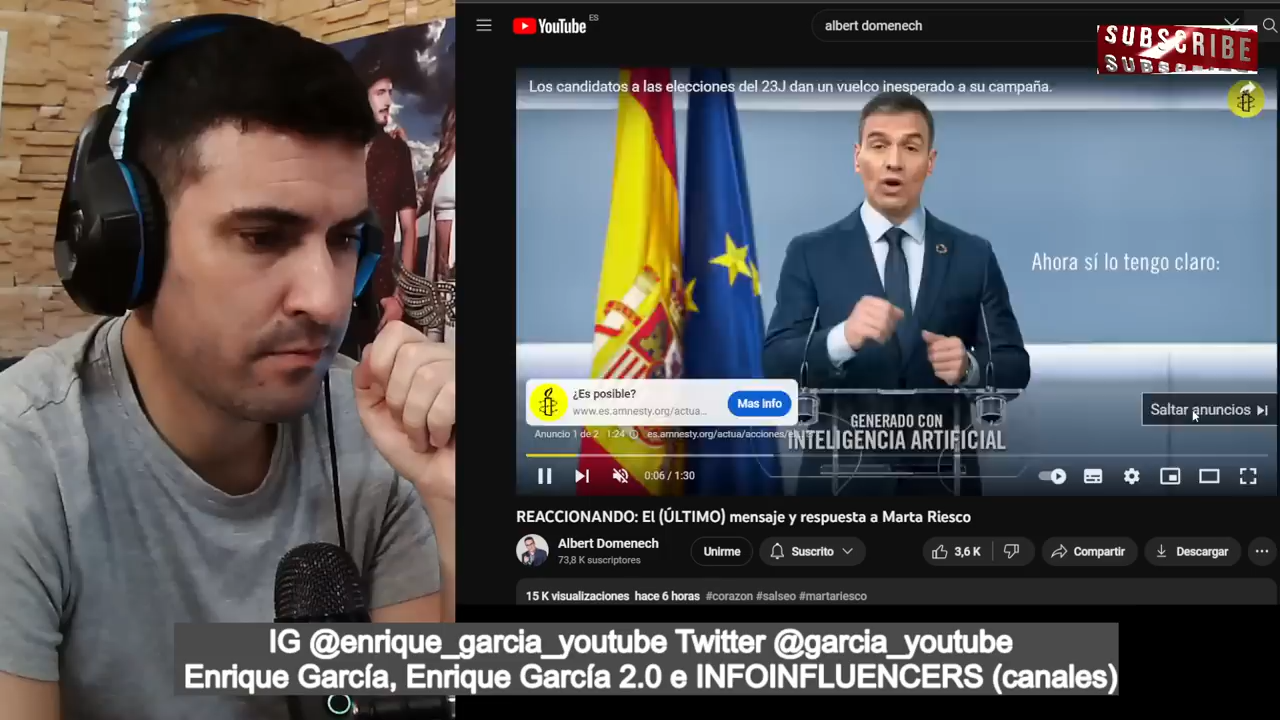 YouTube ES
albert domenech
SUBSCRIBE
SUBSCRIBE
Los candidatos a las elecciones del 23J dan un vuelco inesperado a su campaña.
Ahora sí lo tengo claro:
¿Es posible?
www.es.amnesty.org/actua...
Mas info
Saltar anuncios
GENERADO CON
INTELIGENCIA ARTIFICIAL
Anuncio 1 de 2 · 1:24
es.amnesty.org/actua/acciones/
0:06 / 1:30
REACCIONANDO: El (ÚLTIMO) mensaje y respuesta a Marta Riesco
Albert Domenech
73,8 K suscriptores
Unirme
Suscrito
3,6 K
Compartir
Descargar
15 K visualizaciones hace 6 horas #corazon #salseo #martariesco
IG @enrique_garcia_youtube Twitter @garcia_youtube
Enrique García, Enrique García 2.0 e INFOINFLUENCERS (canales)